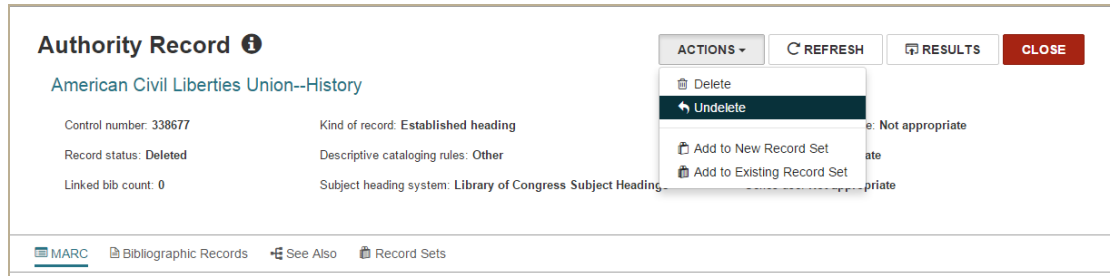 Authority Record
ACTIONS
REFRESH
RESULTS
CLOSE
American Civil Liberties Union--History
Delete
Undelete
Add to New Record Set
Add to Existing Record Set
Control number: 338677
Kind of record: Established heading
e: Not appropriate
Record status: Deleted
Descriptive cataloging rules: Other
ate
Linked bib count: 0
Subject heading system: Library of Congress Subject Headings
MARC
Bibliographic Records
See Also
Record Sets